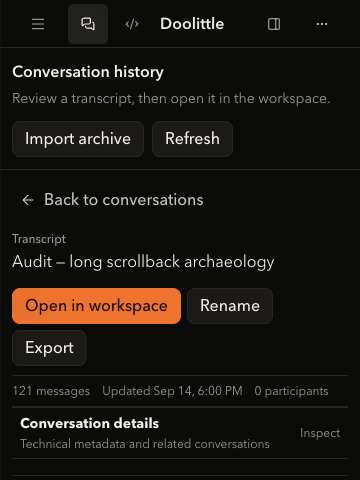 Doolittle
Conversation history
Review a transcript, then open it in the workspace.
Import archive
Refresh
Back to conversations
Transcript
Audit — long scrollback archaeology
Open in workspace
Rename
Export
121 messages Updated Sep 14, 6:00 PM 0 participants
Conversation details
Inspect
Technical metadata and related conversations